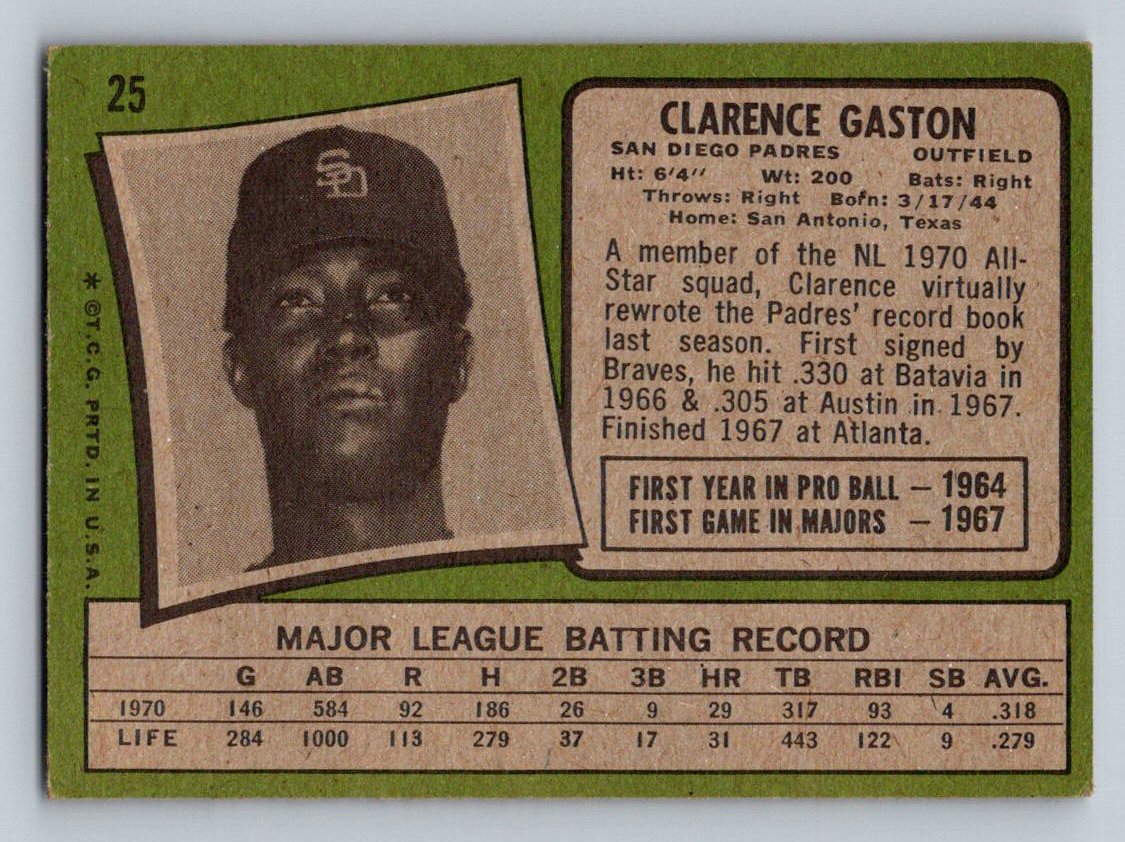 25
SD
* ©T.C.G. PRTD. IN U.S.A.
CLARENCE GASTON
SAN DIEGO PADRES OUTFIELD
Ht: 6'4" Wt: 200 Bats: Right
Throws: Right Born: 3/17/44
Home: San Antonio, Texas
A member of the NL 1970 All-
Star squad, Clarence virtually
rewrote the Padres' record book
last season. First signed by
Braves, he hit .330 at Batavia in
1966 & .305 at Austin in 1967.
Finished 1967 at Atlanta.
FIRST YEAR IN PRO BALL — 1964
FIRST GAME IN MAJORS — 1967
MAJOR LEAGUE BATTING RECORD
G AB R H 2B 3B HR TB RBI SB AVG.
1970 146 584 92 186 26 9 29 317 93 4 .318
LIFE 284 1000 113 279 37 17 31 443 122 9 .279